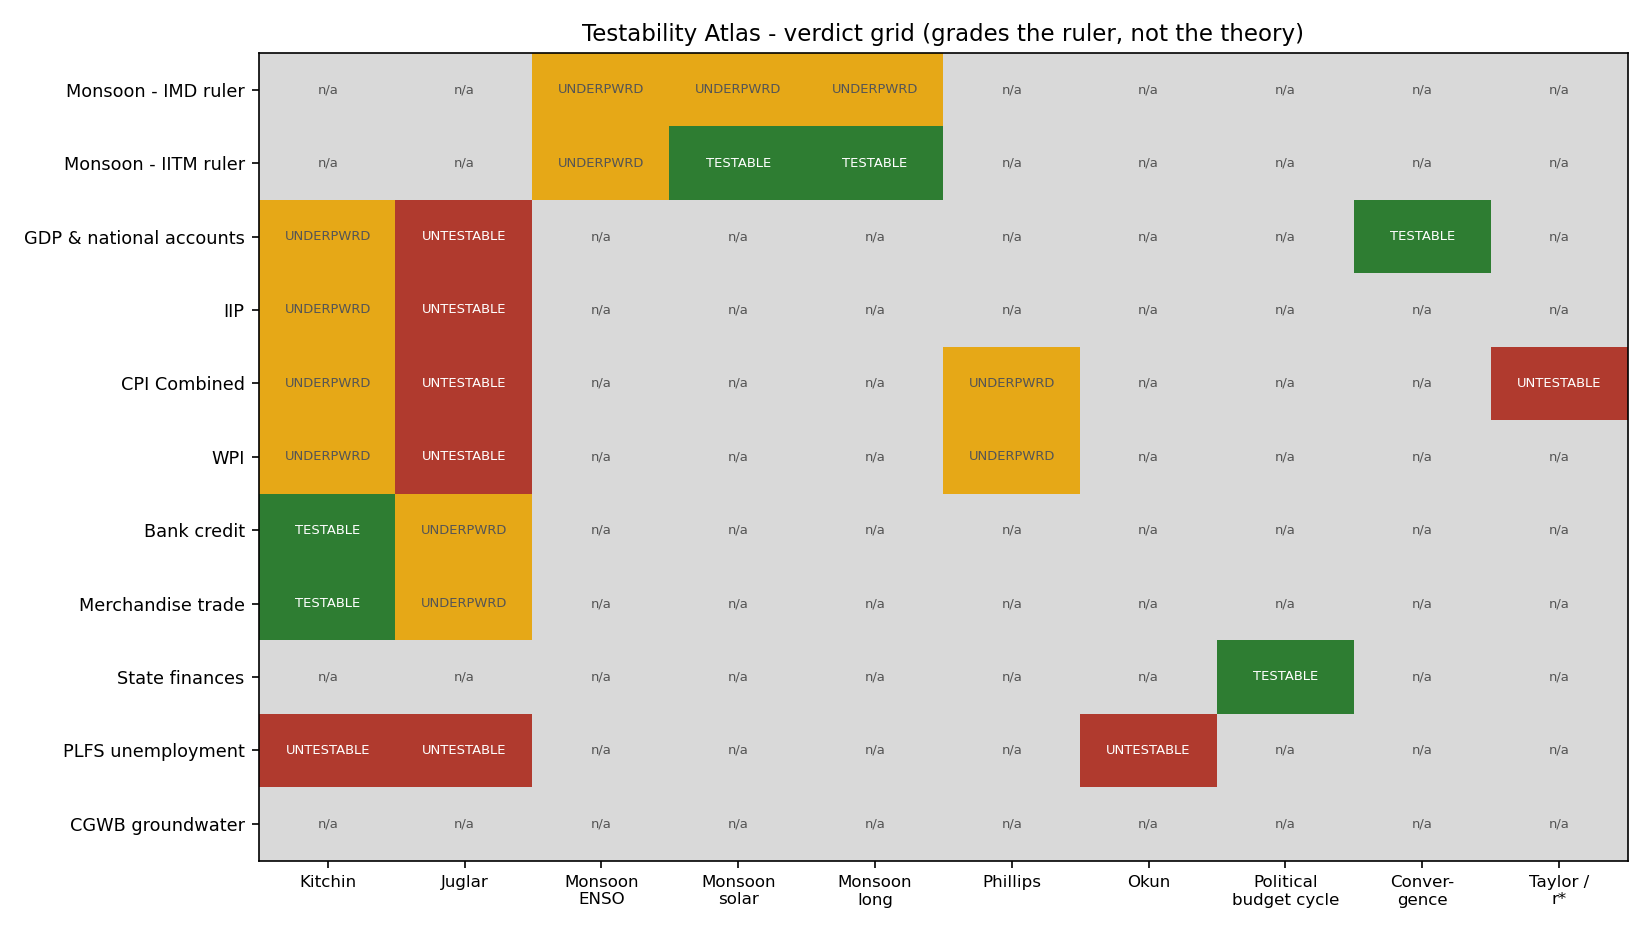 Testability Atlas - verdict grid (grades the ruler, not the theory)
Monsoon - IMD ruler n/a n/a UNDERPWRD UNDERPWRD UNDERPWRD n/a n/a n/a n/a n/a
Monsoon - IITM ruler n/a n/a UNDERPWRD TESTABLE TESTABLE n/a n/a n/a n/a n/a
GDP & national accounts UNDERPWRD UNTESTABLE n/a n/a n/a n/a n/a n/a TESTABLE n/a
IIP UNDERPWRD UNTESTABLE n/a n/a n/a n/a n/a n/a n/a n/a
CPI Combined UNDERPWRD UNTESTABLE n/a n/a n/a UNDERPWRD n/a n/a n/a UNTESTABLE
WPI UNDERPWRD UNTESTABLE n/a n/a n/a UNDERPWRD n/a n/a n/a n/a
Bank credit TESTABLE UNDERPWRD n/a n/a n/a n/a n/a n/a n/a n/a
Merchandise trade TESTABLE UNDERPWRD n/a n/a n/a n/a n/a n/a n/a n/a
State finances n/a n/a n/a n/a n/a n/a n/a TESTABLE n/a n/a
PLFS unemployment UNTESTABLE UNTESTABLE n/a n/a n/a n/a UNTESTABLE n/a n/a n/a
CGWB groundwater n/a n/a n/a n/a n/a n/a n/a n/a n/a n/a
Kitchin Juglar Monsoon Monsoon Monsoon Phillips Okun Political Conver- Taylor /
ENSO solar long budget cycle gence r*